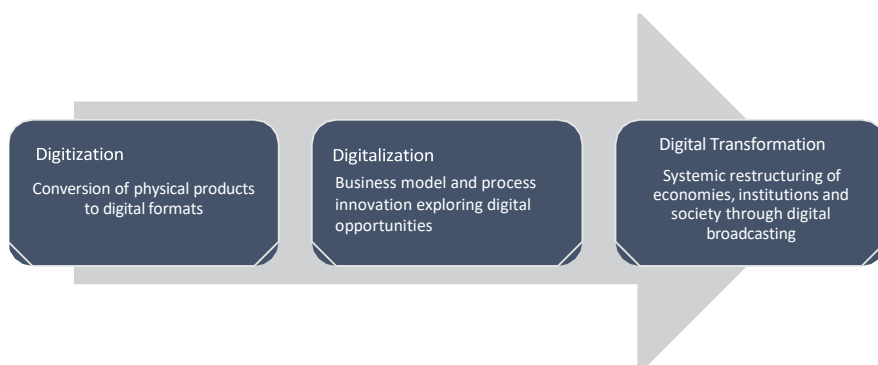 Digitization
Conversion of physical products
to digital formats
Digitalization
Business model and process
innovation exploring digital
opportunities
Digital Transformation
Systemic restructuring of
economies, institutions and
society through digital
broadcasting